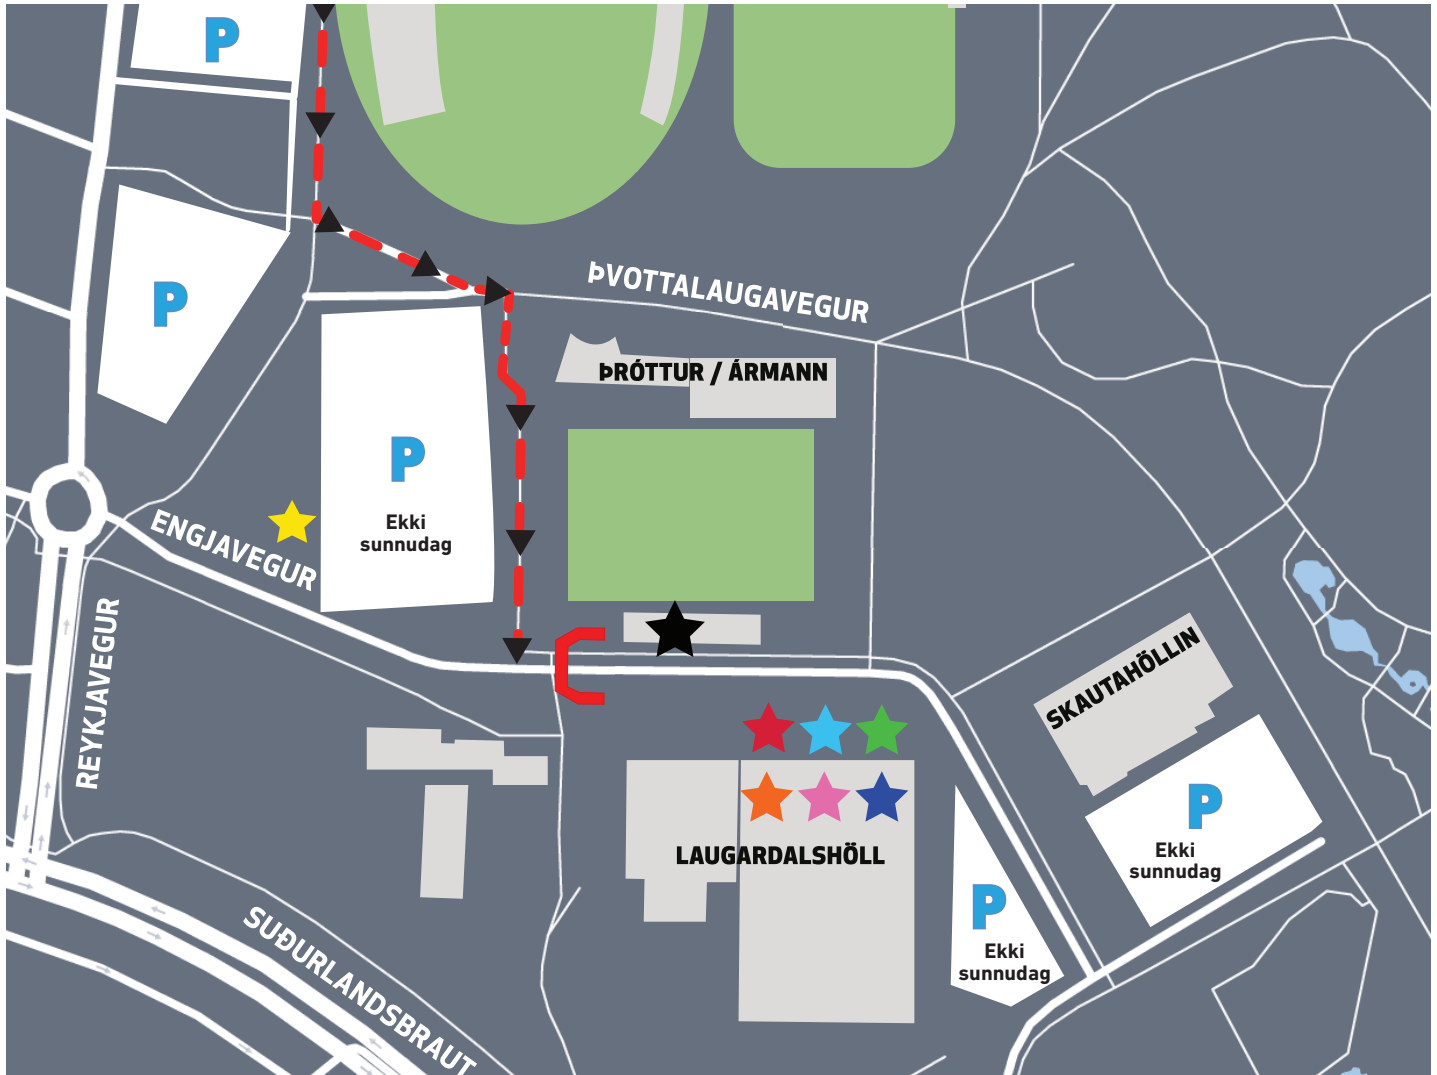 P
ÞVOTTALAUGAVEGUR
P
ÞRÓTTUR / ÁRMANN
P
Ekki
sunnudag
ENGJAVEGUR
REYKJAVEGUR
SKAUTAHÖLLIN
P
Ekki
sunnudag
LAUGARDALSHÖLL
P
Ekki
sunnudag
SUÐURLANDSBRAUT